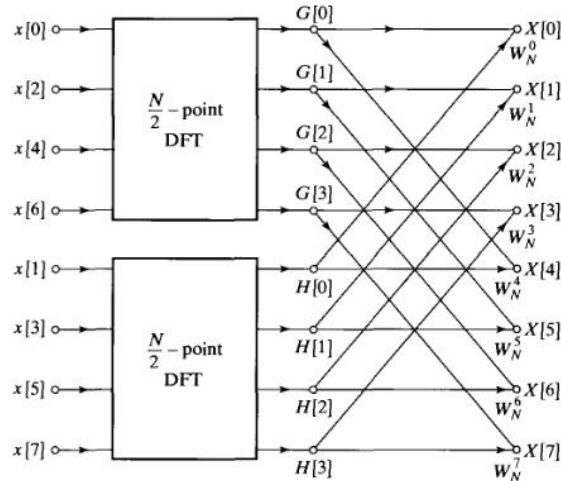 G[0]
x[0] X[0]
W_N^0
G[1]
x[2] N/2 – point X[1]
DFT W_N^1
G[2]
x[4] X[2]
W_N^2
G[3]
x[6] X[3]
W_N^3
x[1] X[4]
H[0] W_N^4
x[3] N/2 – point X[5]
DFT H[1] W_N^5
x[5] X[6]
H[2] W_N^6
x[7] X[7]
H[3] W_N^7